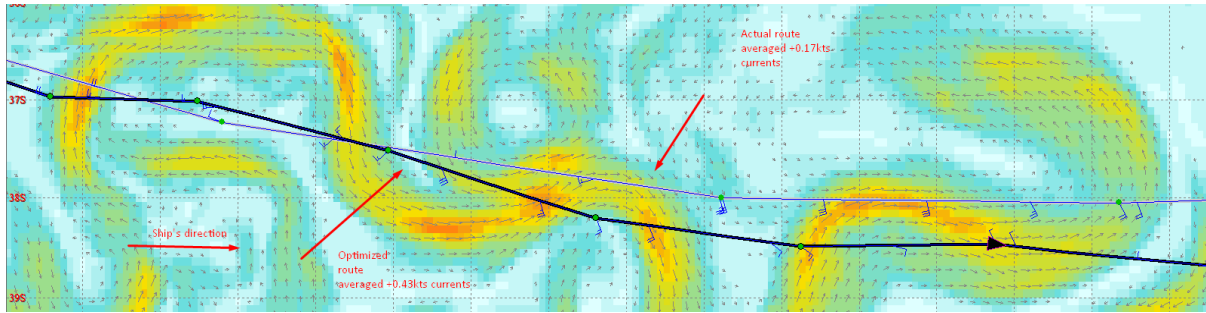 37S
38S
39S
Actual route
averaged +0.17kts
currents
Ship's direction
Optimized
route
averaged +0.43kts currents